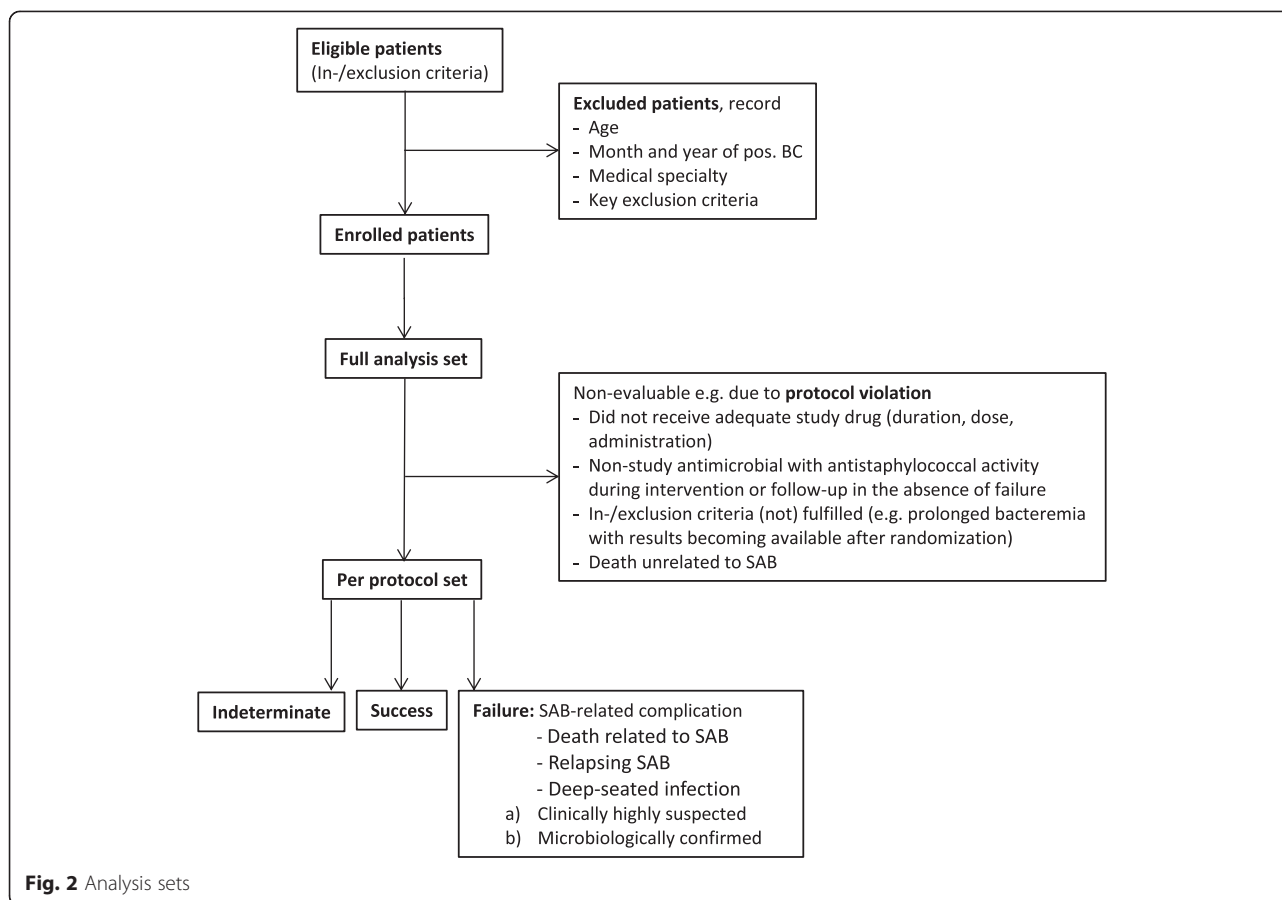 Eligible patients
(In-/exclusion criteria)
Excluded patients, record
- Age
- Month and year of pos. BC
- Medical specialty
- Key exclusion criteria
Enrolled patients
Full analysis set
Non-evaluable e.g. due to protocol violation
- Did not receive adequate study drug (duration, dose,
administration)
- Non-study antimicrobial with antistaphylococcal activity
during intervention or follow-up in the absence of failure
- In-/exclusion criteria (not) fulfilled (e.g. prolonged bacteremia
with results becoming available after randomization)
- Death unrelated to SAB
Per protocol set
Indeterminate
Success
Failure: SAB-related complication
- Death related to SAB
- Relapsing SAB
- Deep-seated infection
a) Clinically highly suspected
b) Microbiologically confirmed
Fig. 2 Analysis sets